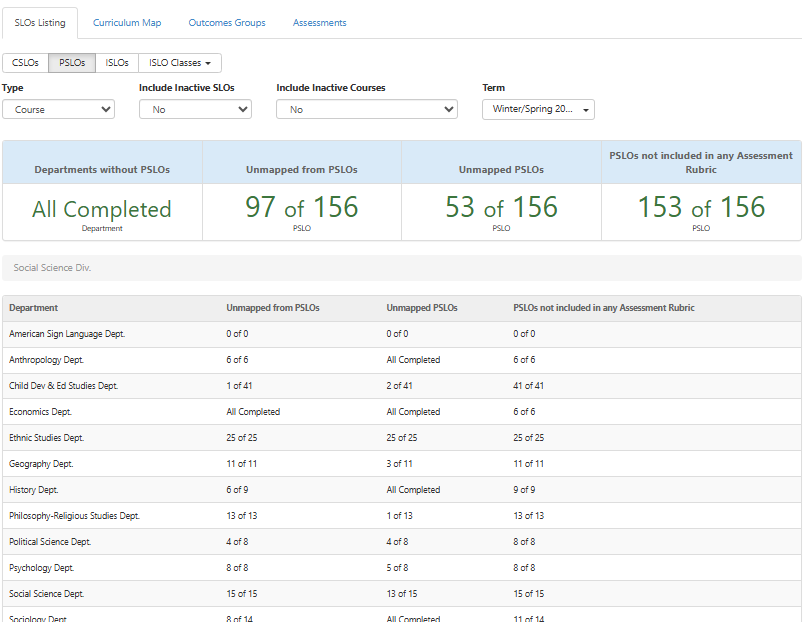 SLOs Listing Curriculum Map Outcomes Groups Assessments
CSLOs PSLOs ISLOs ISLO Classes
Type Include Inactive SLOs Include Inactive Courses Term
Course No No Winter/Spring 20...
Departments without PSLOs Unmapped from PSLOs Unmapped PSLOs PSLOs not included in any Assessment Rubric
All Completed 97 of 156 53 of 156 153 of 156
Department PSLO PSLO PSLO
Social Science Div.
Department Unmapped from PSLOs Unmapped PSLOs PSLOs not included in any Assessment Rubric
American Sign Language Dept. 0 of 0 0 of 0 0 of 0
Anthropology Dept. 6 of 6 All Completed 6 of 6
Child Dev & Ed Studies Dept. 1 of 41 2 of 41 41 of 41
Economics Dept. All Completed All Completed 6 of 6
Ethnic Studies Dept. 25 of 25 25 of 25 25 of 25
Geography Dept. 11 of 11 3 of 11 11 of 11
History Dept. 6 of 9 All Completed 9 of 9
Philosophy-Religious Studies Dept. 13 of 13 1 of 13 13 of 13
Political Science Dept. 4 of 8 4 of 8 8 of 8
Psychology Dept. 8 of 8 5 of 8 8 of 8
Social Science Dept. 15 of 15 13 of 15 15 of 15
Sociology Dept. 8 of 14 All Completed 11 of 14